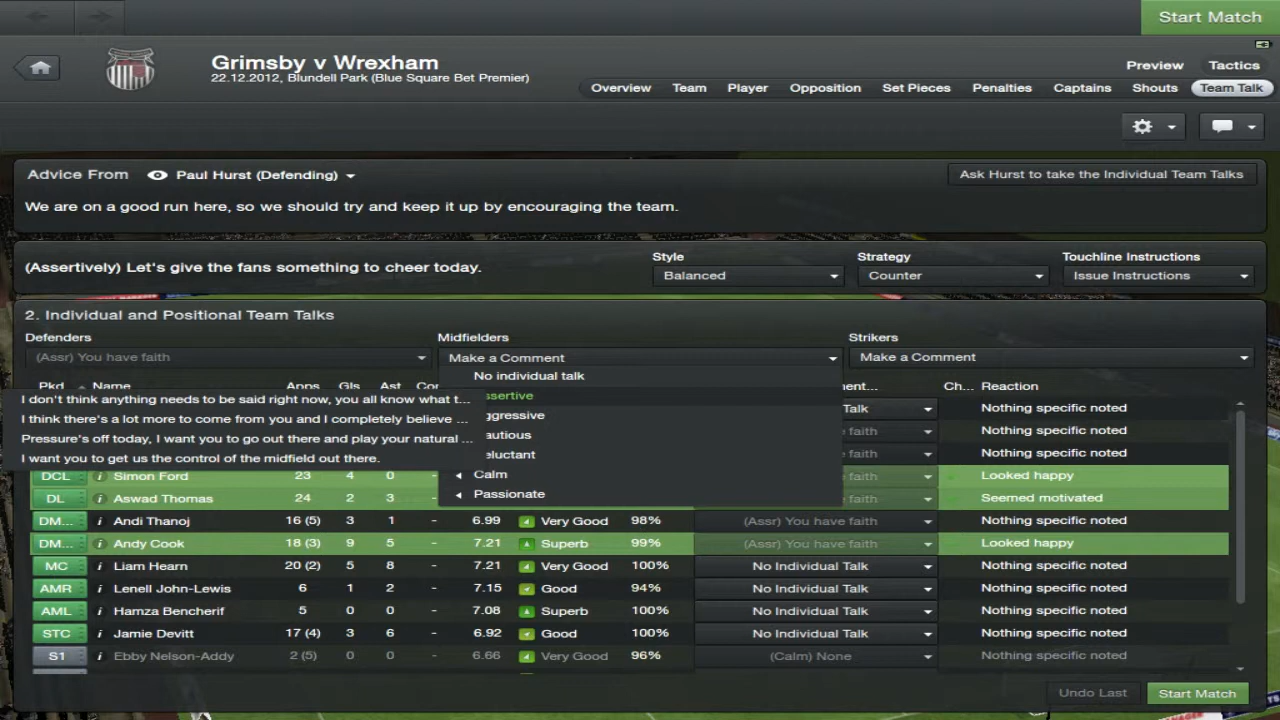 Start Match
Grimsby v Wrexham
22.12.2012, Blundell Park (Blue Square Bet Premier)
Preview Tactics
Overview Team Player Opposition Set Pieces Penalties Captains Shouts Team Talk
Advice From Paul Hurst (Defending) Ask Hurst to take the Individual Team Talks
We are on a good run here, so we should try and keep it up by encouraging the team.
Style Strategy Touchline Instructions
(Assertively) Let's give the fans something to cheer today. Balanced Counter Issue Instructions
2. Individual and Positional Team Talks
Defenders Midfielders Strikers
(Assr) You have faith Make a Comment Make a Comment
No individual talk
Pkd Name Apps Gls Ast Co ent... Ch... Reaction
I don't think anything needs to be said right now, you all know what t... ssertive
Talk Nothing specific noted
I think there's a lot more to come from you and I completely believe ... ggressive
faith Nothing specific noted
Pressure's off today, I want you to go out there and play your natural ... autious
faith Nothing specific noted
I want you to get us the control of the midfield out there. eluctant
DCL i Simon Ford 23 4 0 Calm faith Looked happy
DL i Aswad Thomas 24 2 3 Passionate faith Seemed motivated
DM... i Andi Thanoj 16 (5) 3 1 - 6.99 Very Good 98% (Assr) You have faith Nothing specific noted
DM... i Andy Cook 18 (3) 9 5 - 7.21 Superb 99% (Assr) You have faith Looked happy
MC i Liam Hearn 20 (2) 5 8 - 7.21 Very Good 100% No Individual Talk Nothing specific noted
AMR i Lenell John-Lewis 6 1 2 - 7.15 Good 94% No Individual Talk Nothing specific noted
AML i Hamza Bencherif 5 0 0 - 7.08 Superb 100% No Individual Talk Nothing specific noted
STC i Jamie Devitt 17 (4) 3 6 - 6.92 Good 100% No Individual Talk Nothing specific noted
S1 i Ebby Nelson-Addy 2 (5) 0 0 - 6.66 Very Good 96% (Calm) None Nothing specific noted
Undo Last Start Match